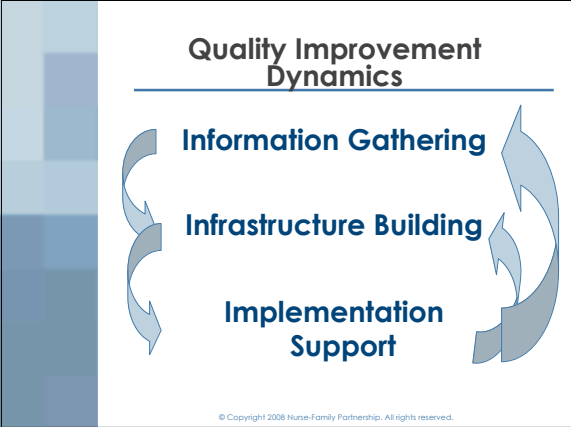 Quality Improvement
Dynamics
Information Gathering
Infrastructure Building
Implementation
Support
© Copyright 2008 Nurse-Family Partnership. All rights reserved.